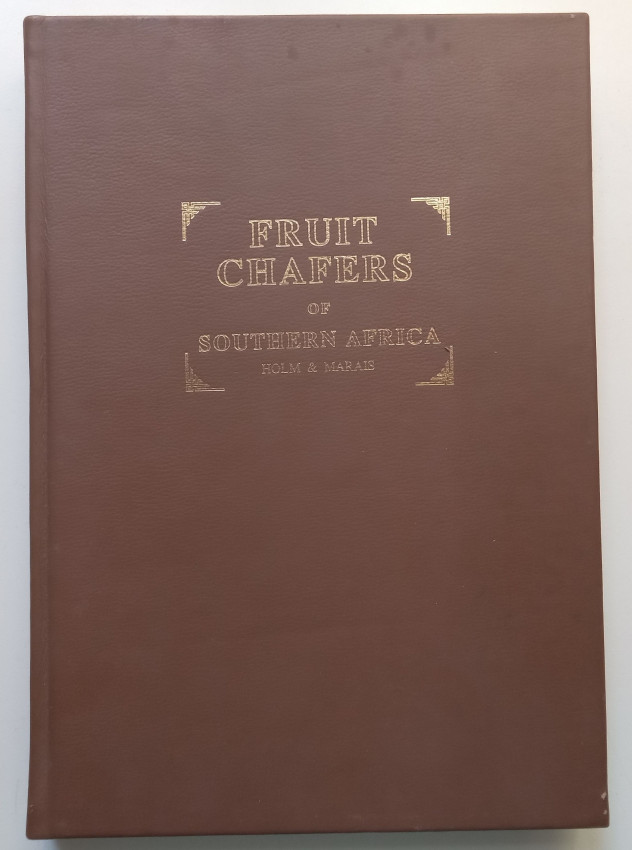 FRUIT
CHAFERS
OF
SOUTHERN AFRICA
HOLM & MARAIS